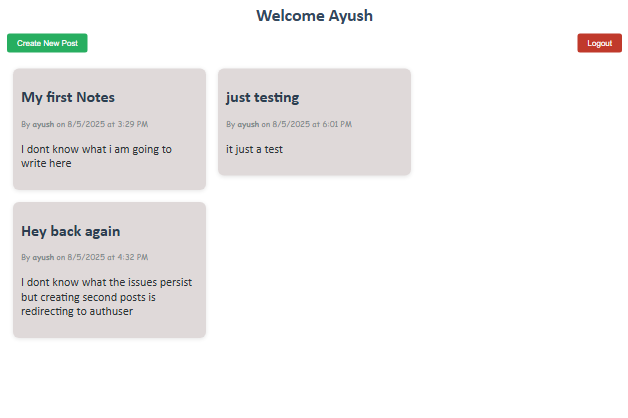 Welcome Ayush
Create New Post
Logout
My first Notes
By ayush on 8/5/2025 at 3:29 PM
I dont know what i am going to
write here
just testing
By ayush on 8/5/2025 at 6:01 PM
it just a test
Hey back again
By ayush on 8/5/2025 at 4:32 PM
I dont know what the issues persist
but creating second posts is
redirecting to authuser